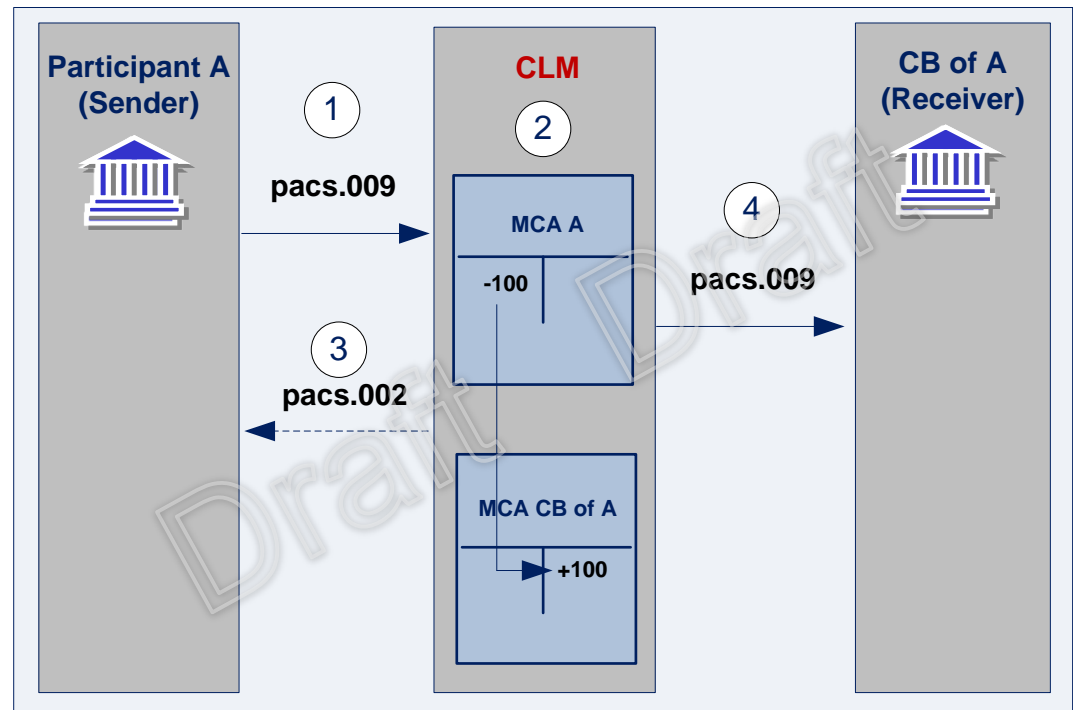 Participant A
(Sender)
CLM
CB of A
(Receiver)
1
2
pacs.009
MCA A
-100
4
pacs.009
3
pacs.002
MCA CB of A
+100
Draft
Draft